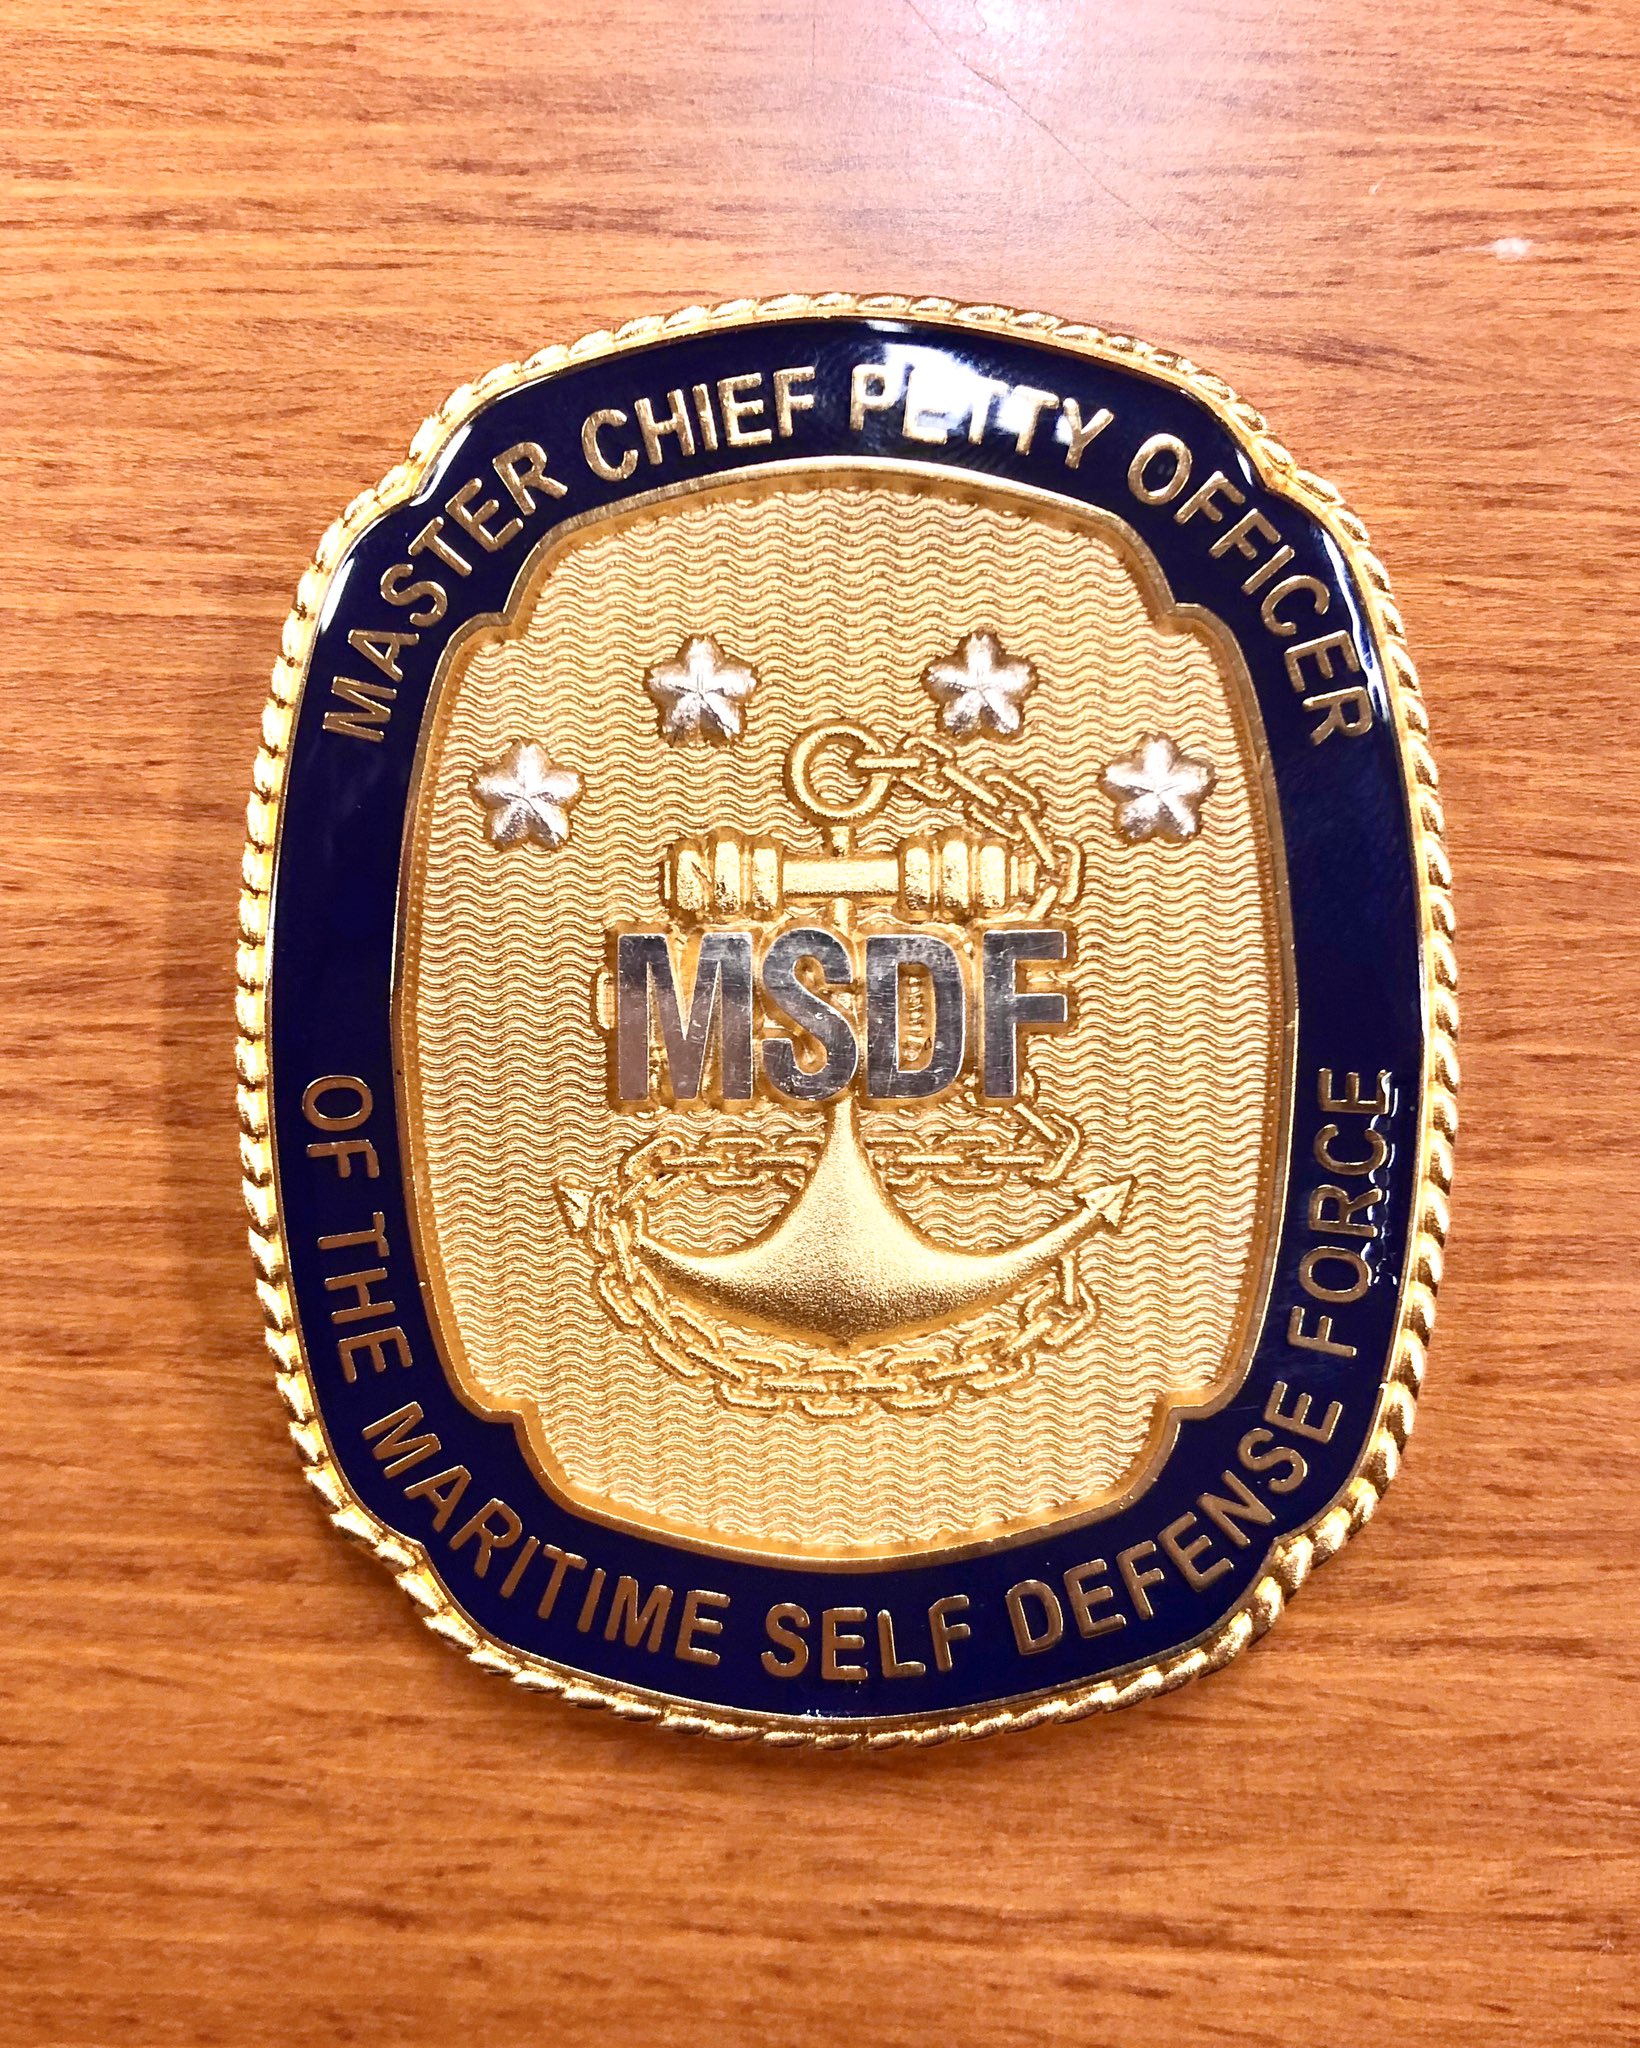 MASTER CHIEF PETTY OFFICER
MSDF
OF THE MARITIME SELF DEFENSE FORCE